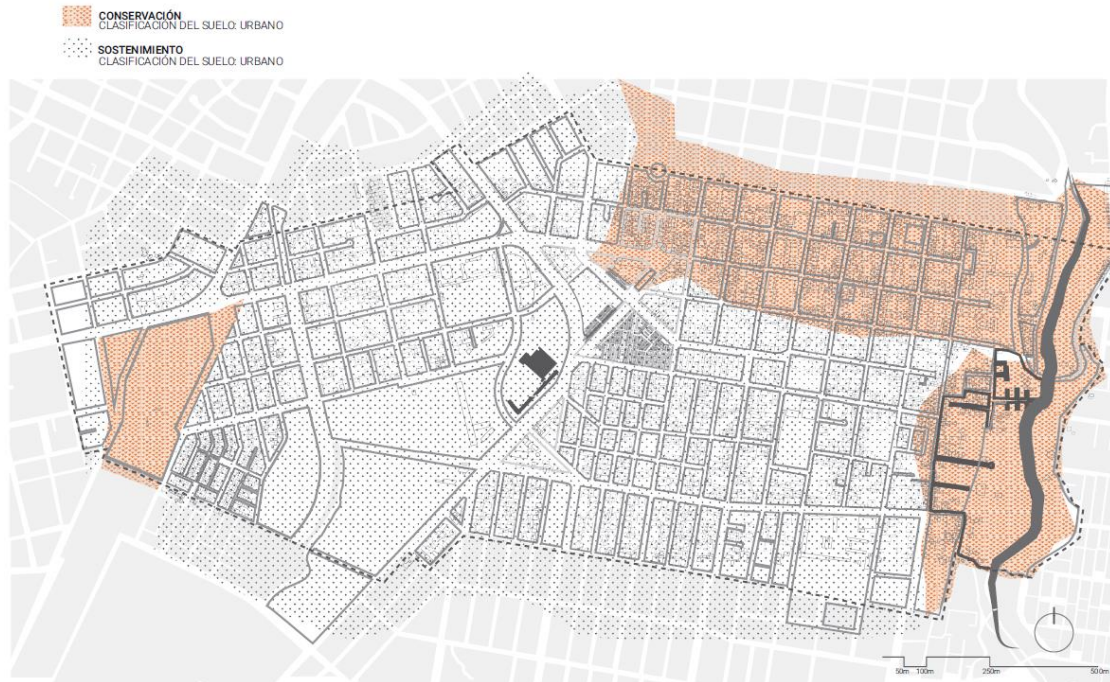 CONSERVACIÓN
CLASIFICACIÓN DEL SUELO: URBANO
SOSTENIMIENTO
CLASIFICACIÓN DEL SUELO: URBANO
50m 100m 250m 500m